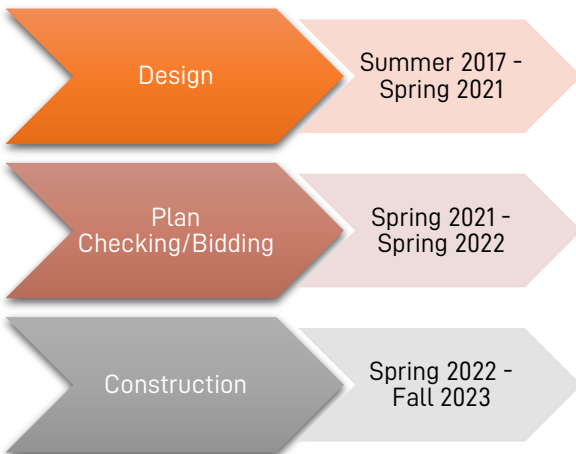 Design
Summer 2017 -
Spring 2021
Plan
Checking/Bidding
Spring 2021 -
Spring 2022
Construction
Spring 2022 -
Fall 2023